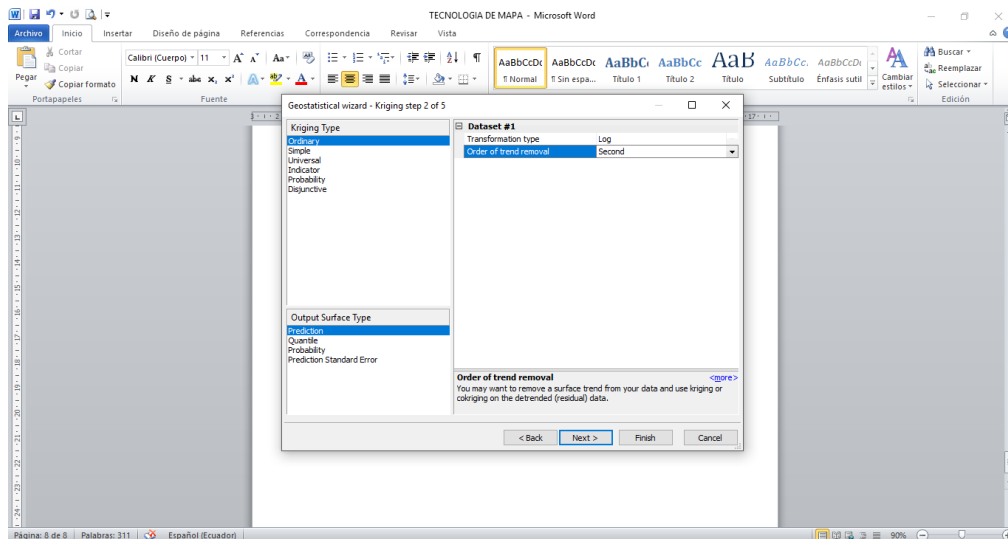 TECNOLOGIA DE MAPA - Microsoft Word
Archivo Inicio Insertar Diseño de página Referencias Correspondencia Revisar Vista
Pegar
Cortar
Copiar
Copiar formato
Portapapeles
Calibri (Cuerpo) 11
N K S abc x, x²
Fuente
AaBbCcDc AaBbCcDc AaBbC AaBbCc AaB AaBbCc. AaBbCcDc
¶ Normal ¶ Sin espa... Título 1 Título 2 Título Subtítulo Énfasis sutil
Cambiar estilos
Buscar
Reemplazar
Seleccionar
Edición
Geostatistical wizard - Kriging step 2 of 5
Kriging Type
Ordinary
Simple
Universal
Indicator
Probability
Disjunctive
Output Surface Type
Prediction
Quantile
Probability
Prediction Standard Error
Dataset #1
Transformation type Log
Order of trend removal Second
Order of trend removal <more>
You may want to remove a surface trend from your data and use kriging or
cokriging on the detrended (residual) data.
< Back Next > Finish Cancel
Página: 8 de 8 Palabras: 311 Español (Ecuador) 90%